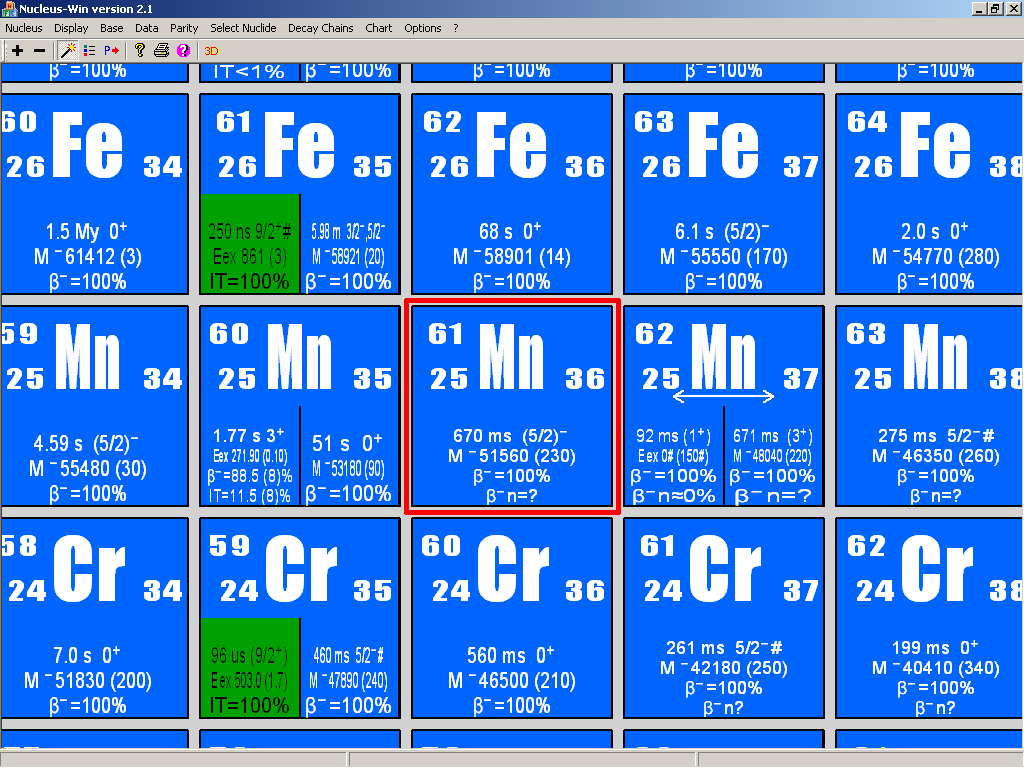 Nucleus-Win version 2.1
Nucleus Display Base Data Parity Select Nuclide Decay Chains Chart Options ?
+ − P ? ? 3D
β⁻=100% IT<1% β⁻=100% β⁻=100% β⁻=100% β⁻=100%
60 Fe 26 34
1.5 My 0⁺
M ⁻61412 (3)
β⁻=100%
61 Fe 26 35
250 ns 9/2⁺#
Eex 861 (3)
IT=100%
5.98 m 3/2⁻,5/2⁻
M ⁻58921 (20)
β⁻=100%
62 Fe 26 36
68 s 0⁺
M ⁻58901 (14)
β⁻=100%
63 Fe 26 37
6.1 s (5/2)⁻
M ⁻55550 (170)
β⁻=100%
64 Fe 26 38
2.0 s 0⁺
M ⁻54770 (280)
β⁻=100%
59 Mn 25 34
4.59 s (5/2)⁻
M ⁻55480 (30)
β⁻=100%
60 Mn 25 35
1.77 s 3⁺
Eex 271.90 (0.10)
β⁻=88.5 (8)%
IT=11.5 (8)%
51 s 0⁺
M ⁻53180 (90)
β⁻=100%
61 Mn 25 36
670 ms (5/2)⁻
M ⁻51560 (230)
β⁻=100%
β⁻n=?
62 Mn 25 37
92 ms (1⁺)
Eex 0# (150#)
β⁻=100%
β⁻n≈0%
671 ms (3⁺)
M ⁻48040 (220)
β⁻=100%
β⁻n=?
63 Mn 25 38
275 ms 5/2⁻#
M ⁻46350 (260)
β⁻=100%
β⁻n=?
58 Cr 24 34
7.0 s 0⁺
M ⁻51830 (200)
β⁻=100%
59 Cr 24 35
96 us (9/2⁺)
Eex 503.0 (1.7)
IT=100%
460 ms 5/2⁻#
M ⁻47890 (240)
β⁻=100%
60 Cr 24 36
560 ms 0⁺
M ⁻46500 (210)
β⁻=100%
61 Cr 24 37
261 ms 5/2⁻#
M ⁻42180 (250)
β⁻=100%
β⁻n?
62 Cr 24 38
199 ms 0⁺
M ⁻40410 (340)
β⁻=100%
β⁻n?